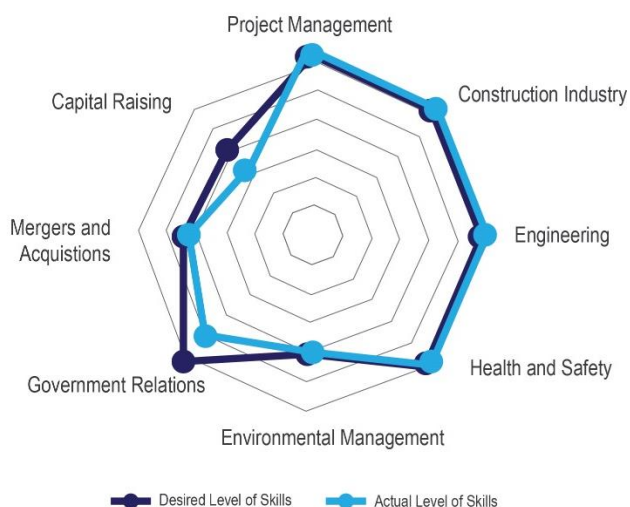 Project Management
Capital Raising
Construction Industry
Mergers and
Acquistions
Engineering
Government Relations
Health and Safety
Environmental Management
Desired Level of Skills
Actual Level of Skills